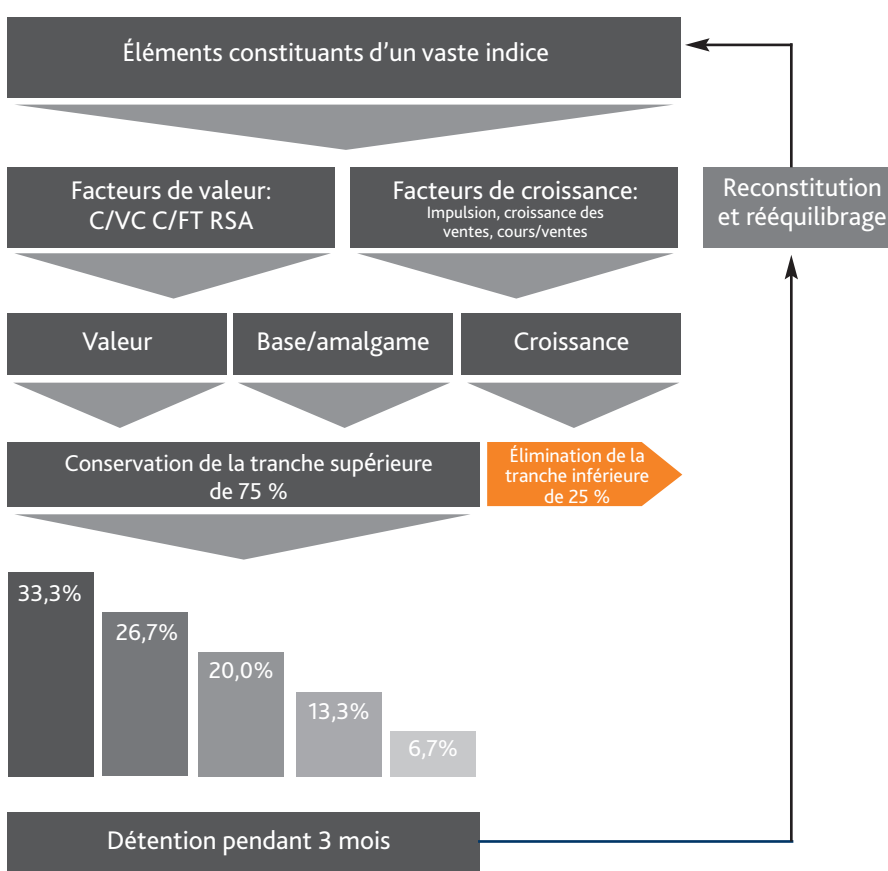 Éléments constituants d’un vaste indice
Facteurs de valeur:
C/VC C/FT RSA
Facteurs de croissance:
Impulsion, croissance des
ventes, cours/ventes
Reconstitution
et rééquilibrage
Valeur
Base/amalgame
Croissance
Conservation de la tranche supérieure
de 75 %
Élimination de la
tranche inférieure
de 25 %
33,3%
26,7%
20,0%
13,3%
6,7%
Détention pendant 3 mois